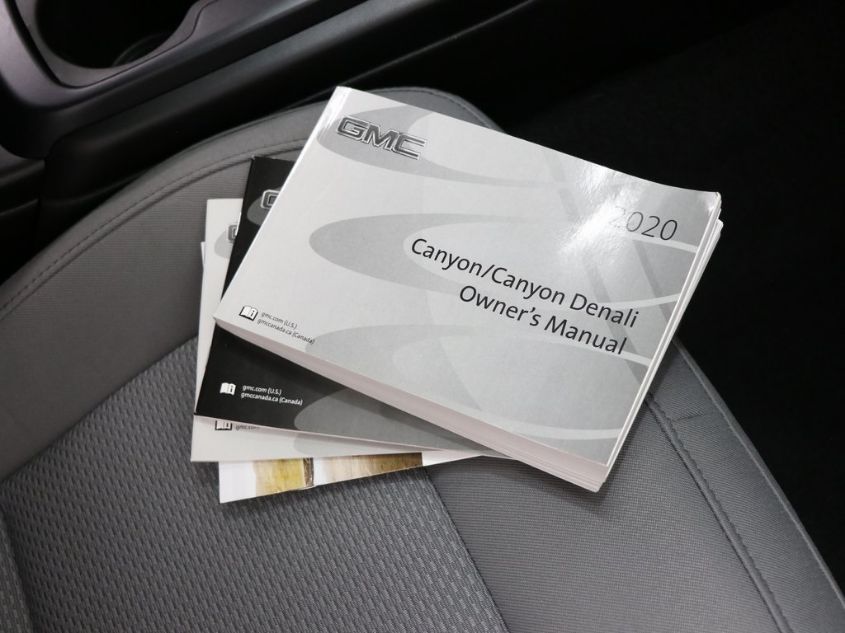 GMC
2020
Canyon/Canyon Denali
Owner's Manual
gmc.com (U.S.)
gmccanada.ca (Canada)
gmc.com (U.S.)
gmccanada.ca (Canada)